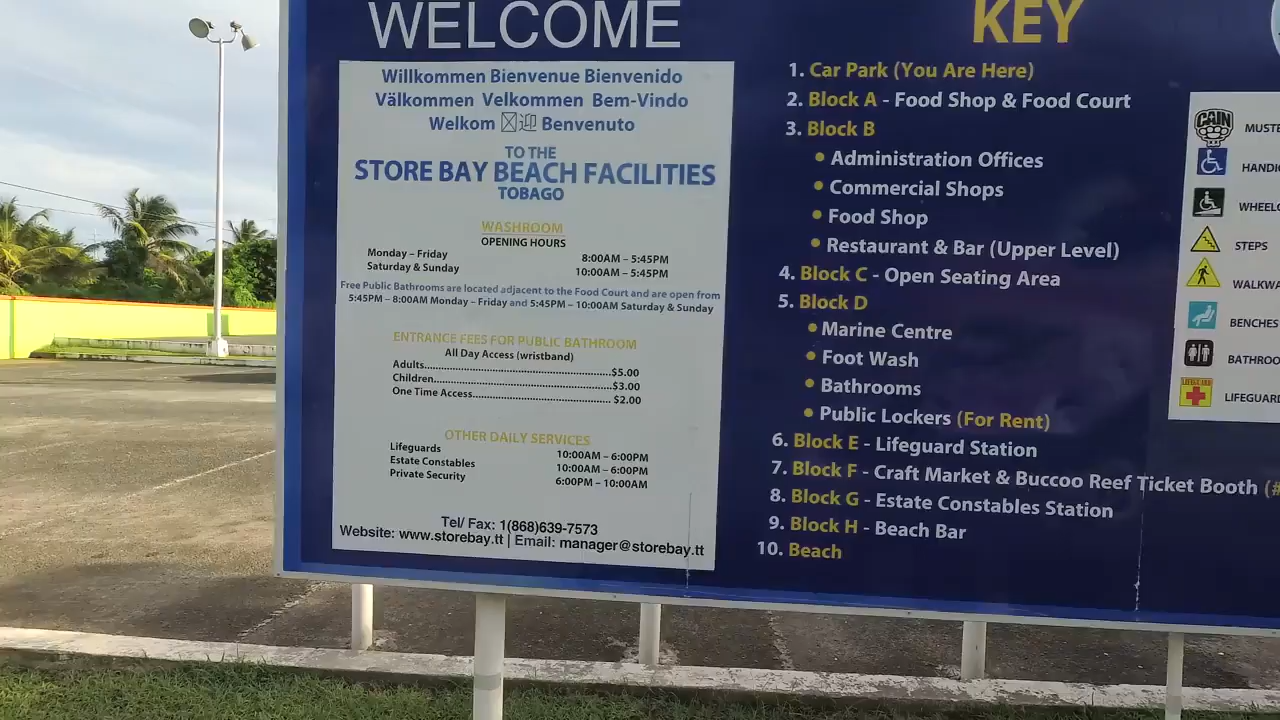 WELCOME
Willkommen Bienvenue Bienvenido
Välkommen Velkommen Bem-Vindo
Welkom 迎 Benvenuto
TO THE
STORE BAY BEACH FACILITIES
TOBAGO
WASHROOM
OPENING HOURS
Monday – Friday 8:00AM – 5:45PM
Saturday & Sunday 10:00AM – 5:45PM
Free Public Bathrooms are located adjacent to the Food Court and are open from
5:45PM – 8:00AM Monday – Friday and 5:45PM – 10:00AM Saturday & Sunday
ENTRANCE FEES FOR PUBLIC BATHROOM
All Day Access (wristband)
Adults...$5.00
Children...$3.00
One Time Access...$2.00
OTHER DAILY SERVICES
Lifeguards 10:00AM – 6:00PM
Estate Constables 10:00AM – 6:00PM
Private Security 6:00PM – 10:00AM
Tel/ Fax: 1(868)639-7573
Website: www.storebay.tt | Email: manager@storebay.tt
KEY
1. Car Park (You Are Here)
2. Block A - Food Shop & Food Court
3. Block B
• Administration Offices
• Commercial Shops
• Food Shop
• Restaurant & Bar (Upper Level)
4. Block C - Open Seating Area
5. Block D
• Marine Centre
• Foot Wash
• Bathrooms
• Public Lockers (For Rent)
6. Block E - Lifeguard Station
7. Block F - Craft Market & Buccoo Reef Ticket Booth (#
8. Block G - Estate Constables Station
9. Block H - Beach Bar
10. Beach
CAIN
MUSTE
HANDIC
WHEELC
STEPS
WALKWA
BENCHES
BATHROO
LIFEGUARD